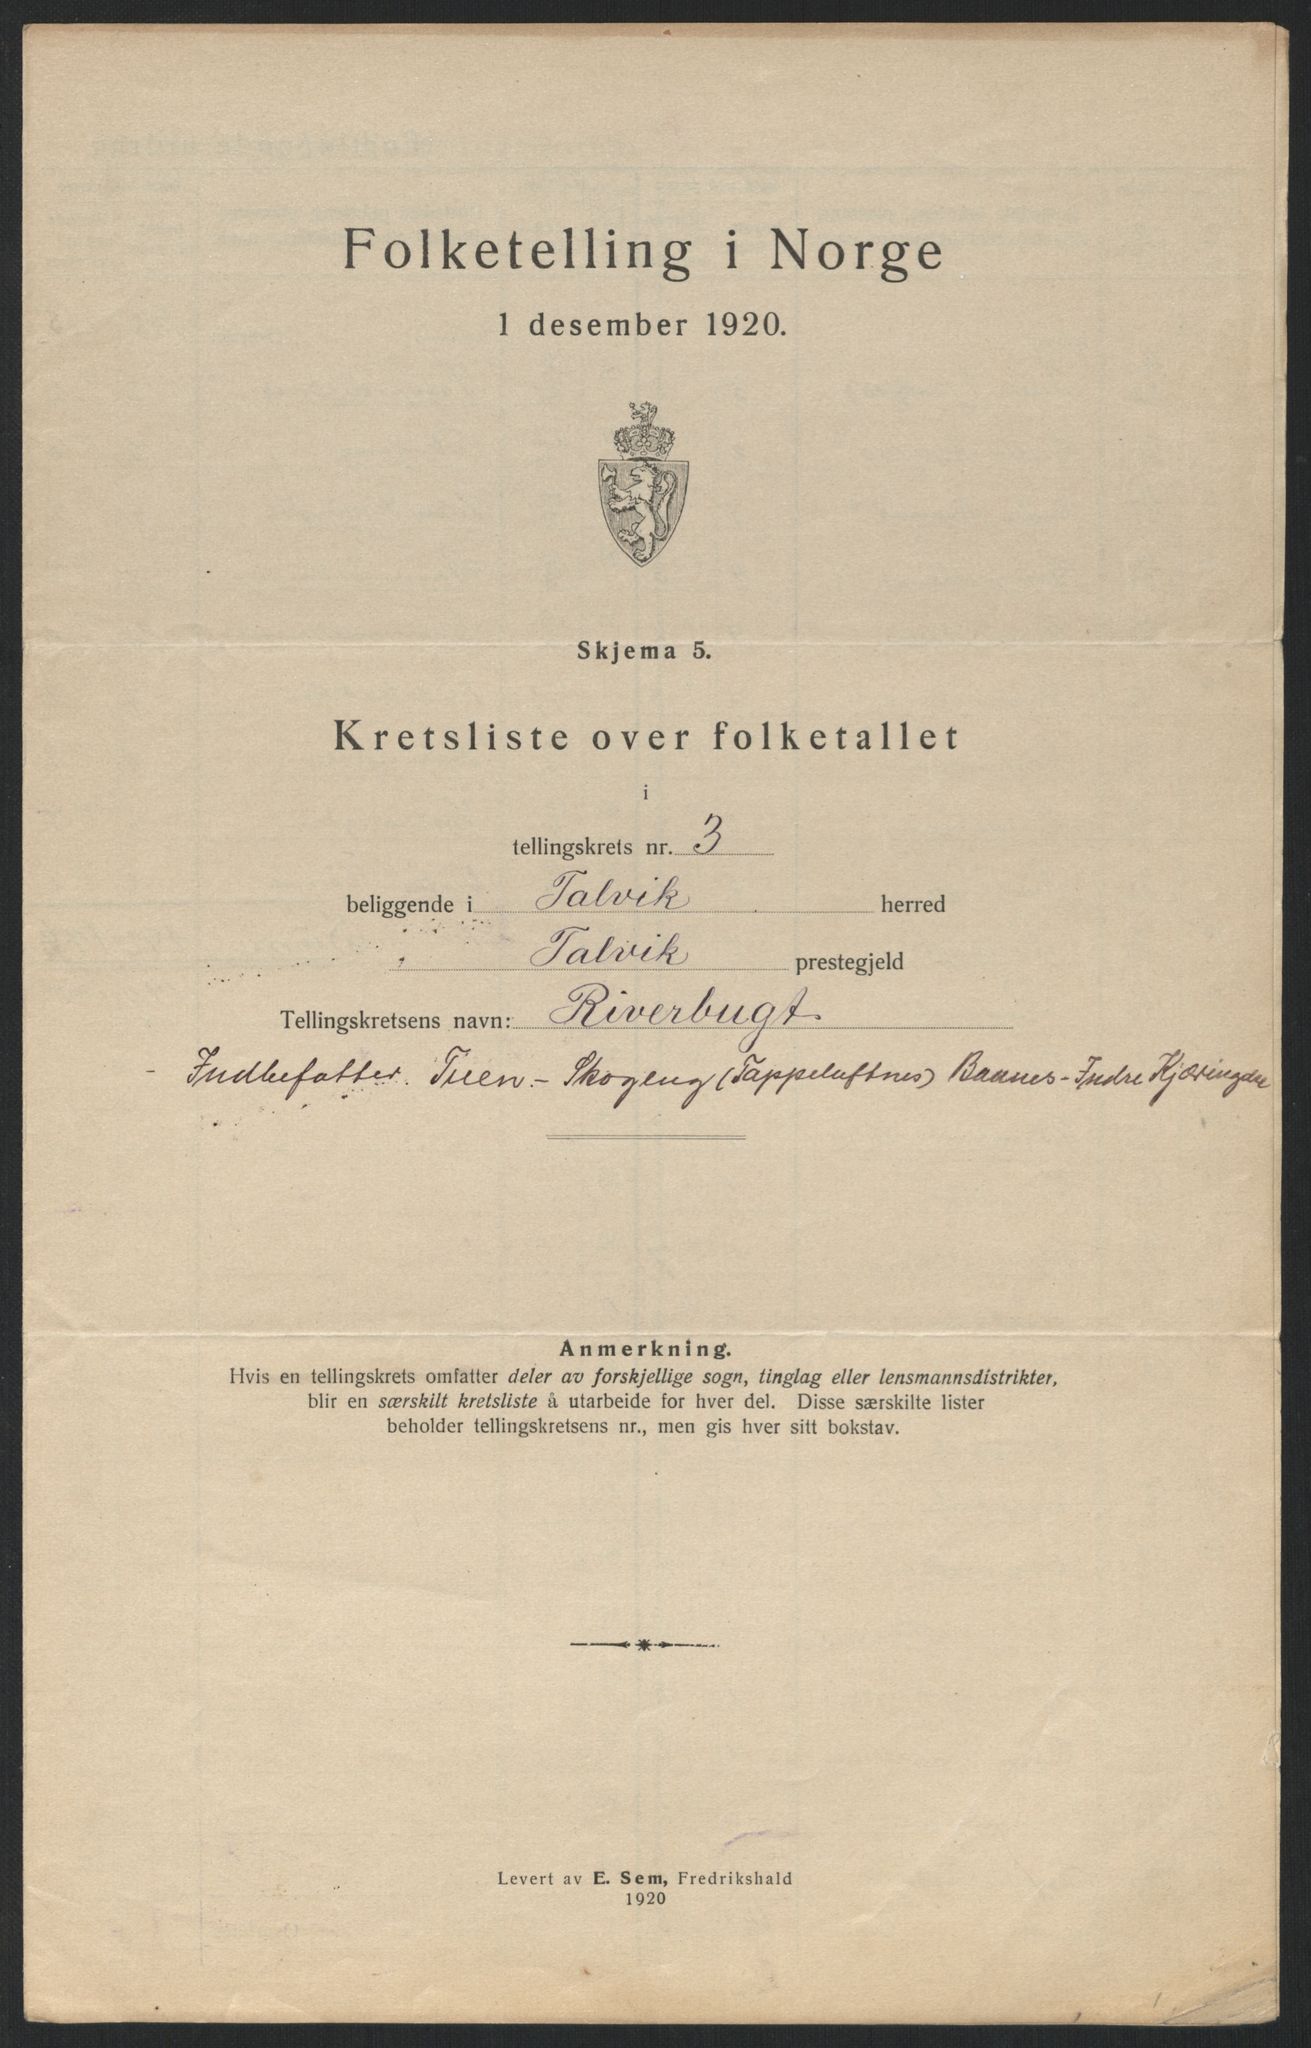 Folketelling i Norge
1 desember 1920.
Skjema 5.
Kretsliste over folketallet
i
tellingskrets nr. 3
beliggende i Talvik herred
" Talvik prestegjeld
Tellingskretsens navn: Riverbugt
Indbefatter. Tuen - Skogeng (Tappeluftnes) Bannes - Indre Kjæringdal
Anmerkning.
Hvis en tellingskrets omfatter deler av forskjellige sogn, tinglag eller lensmannsdistrikter,
blir en særskilt kretsliste å utarbeide for hver del. Disse særskilte lister
beholder tellingskretsens nr., men gis hver sitt bokstav.
Levert av E. Sem, Fredrikshald
1920